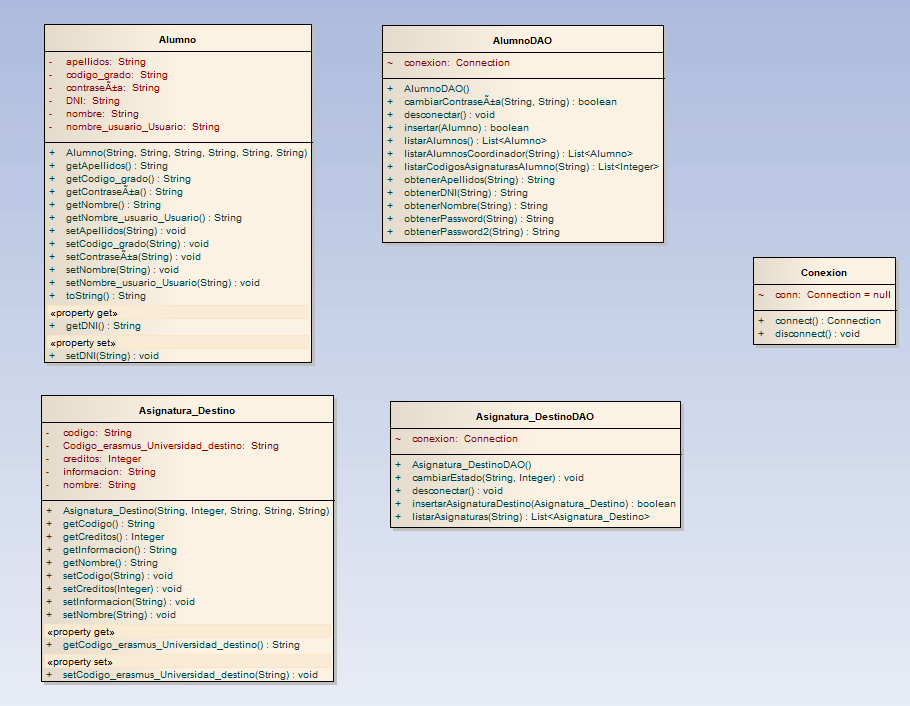 Alumno
- apellidos: String
- codigo_grado: String
- contraseÃ±a: String
- DNI: String
- nombre: String
- nombre_usuario_Usuario: String
+ Alumno(String, String, String, String, String, String)
+ getApellidos() : String
+ getCodigo_grado() : String
+ getContraseÃ±a() : String
+ getNombre() : String
+ getNombre_usuario_Usuario() : String
+ setApellidos(String) : void
+ setCodigo_grado(String) : void
+ setContraseÃ±a(String) : void
+ setNombre(String) : void
+ setNombre_usuario_Usuario(String) : void
+ toString() : String
«property get»
+ getDNI() : String
«property set»
+ setDNI(String) : void
AlumnoDAO
~ conexion: Connection
+ AlumnoDAO()
+ cambiarContraseÃ±a(String, String) : boolean
+ desconectar() : void
+ insertar(Alumno) : boolean
+ listarAlumnos() : List<Alumno>
+ listarAlumnosCoordinador(String) : List<Alumno>
+ listarCodigosAsignaturasAlumno(String) : List<Integer>
+ obtenerApellidos(String) : String
+ obtenerDNI(String) : String
+ obtenerNombre(String) : String
+ obtenerPassword(String) : String
+ obtenerPassword2(String) : String
Conexion
~ conn: Connection = null
+ connect() : Connection
+ disconnect() : void
Asignatura_Destino
- codigo: String
- Codigo_erasmus_Universidad_destino: String
- creditos: Integer
- informacion: String
- nombre: String
+ Asignatura_Destino(String, Integer, String, String, String)
+ getCodigo() : String
+ getCreditos() : Integer
+ getInformacion() : String
+ getNombre() : String
+ setCodigo(String) : void
+ setCreditos(Integer) : void
+ setInformacion(String) : void
+ setNombre(String) : void
«property get»
+ getCodigo_erasmus_Universidad_destino() : String
«property set»
+ setCodigo_erasmus_Universidad_destino(String) : void
Asignatura_DestinoDAO
~ conexion: Connection
+ Asignatura_DestinoDAO()
+ cambiarEstado(String, Integer) : void
+ desconectar() : void
+ insertarAsignaturaDestino(Asignatura_Destino) : boolean
+ listarAsignaturas(String) : List<Asignatura_Destino>